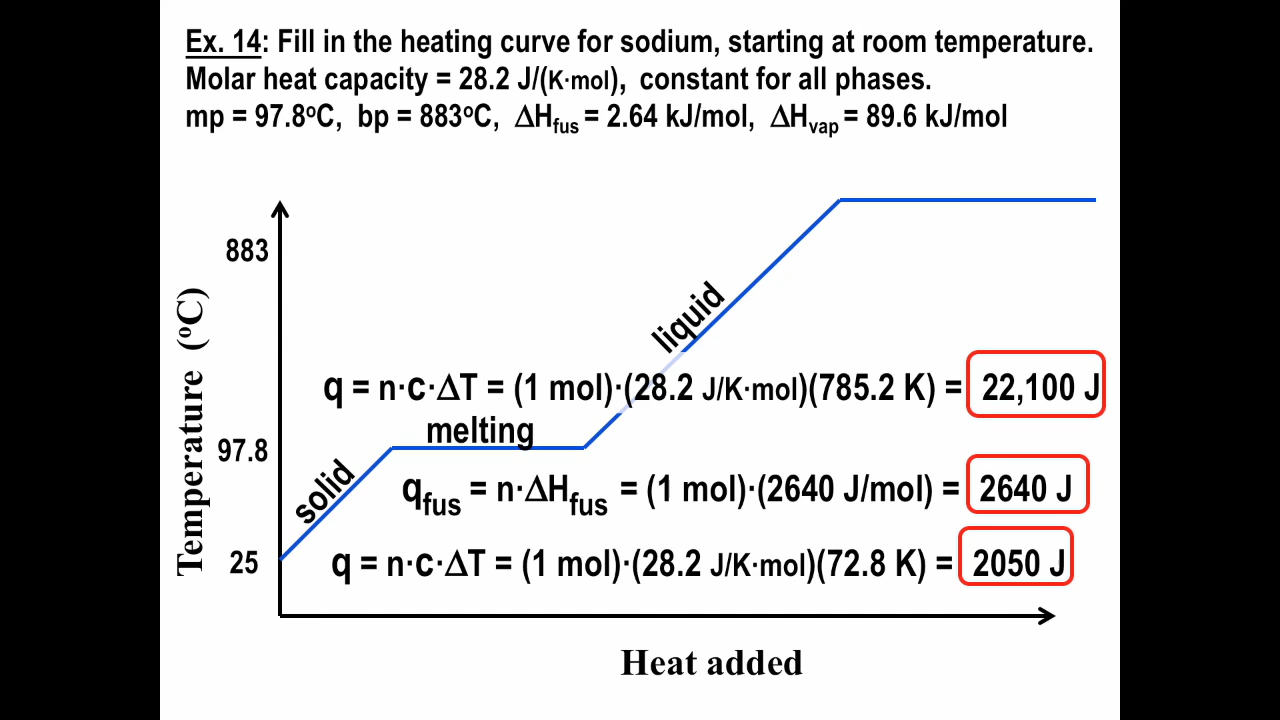 Ex. 14: Fill in the heating curve for sodium, starting at room temperature.
Molar heat capacity = 28.2 J/(K·mol), constant for all phases.
mp = 97.8°C, bp = 883°C, ΔHfus = 2.64 kJ/mol, ΔHvap = 89.6 kJ/mol
883
Temperature (°C)
liquid
q = n·c·ΔT = (1 mol)·(28.2 J/K·mol)(785.2 K) = 22,100 J
melting
97.8
solid
qfus = n·ΔHfus = (1 mol)·(2640 J/mol) = 2640 J
25
q = n·c·ΔT = (1 mol)·(28.2 J/K·mol)(72.8 K) = 2050 J
Heat added